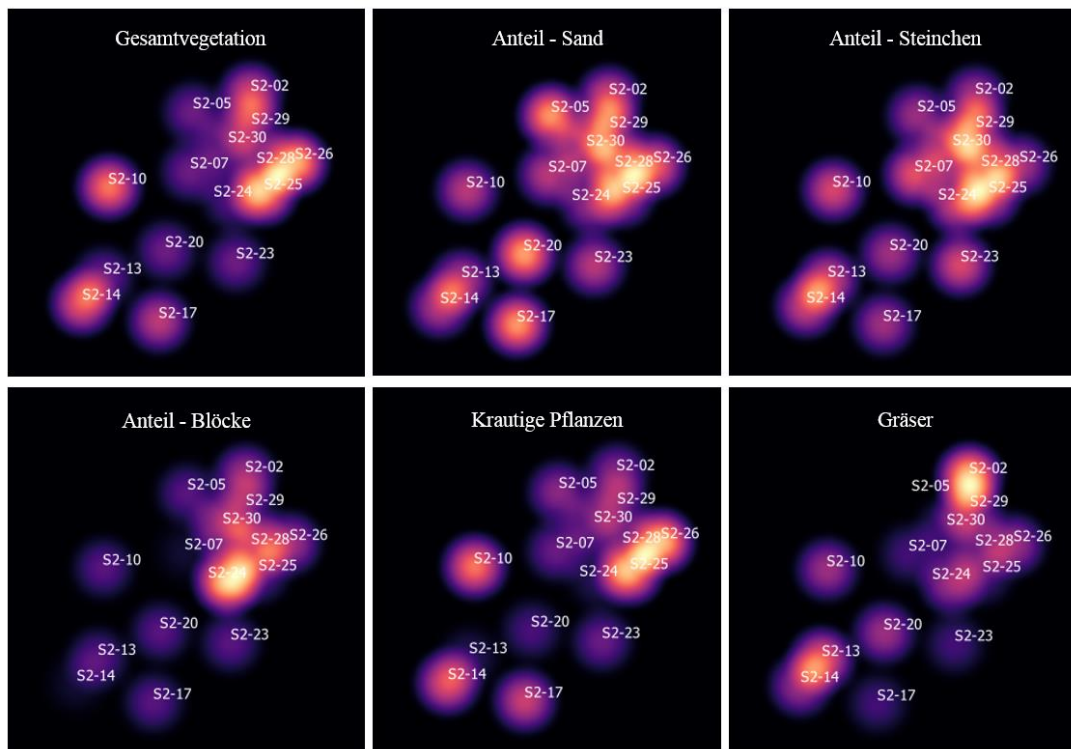 Gesamtvegetation
S2-02
S2-05
S2-29
S2-30
S2-28
S2-26
S2-07
S2-10
S2-24
S2-25
S2-20
S2-23
S2-13
S2-14
S2-17
Anteil - Sand
S2-02
S2-05
S2-29
S2-30
S2-28
S2-26
S2-07
S2-10
S2-24
S2-25
S2-20
S2-23
S2-13
S2-14
S2-17
Anteil - Steinchen
S2-02
S2-05
S2-29
S2-30
S2-28
S2-26
S2-07
S2-10
S2-24
S2-25
S2-20
S2-23
S2-13
S2-14
S2-17
Anteil - Blöcke
S2-02
S2-05
S2-29
S2-30
S2-28
S2-26
S2-07
S2-10
S2-24
S2-25
S2-20
S2-23
S2-13
S2-14
S2-17
Krautige Pflanzen
S2-02
S2-05
S2-29
S2-30
S2-28
S2-26
S2-07
S2-10
S2-24
S2-25
S2-20
S2-23
S2-13
S2-14
S2-17
Gräser
S2-02
S2-05
S2-29
S2-30
S2-28
S2-26
S2-07
S2-10
S2-24
S2-25
S2-20
S2-23
S2-13
S2-14
S2-17